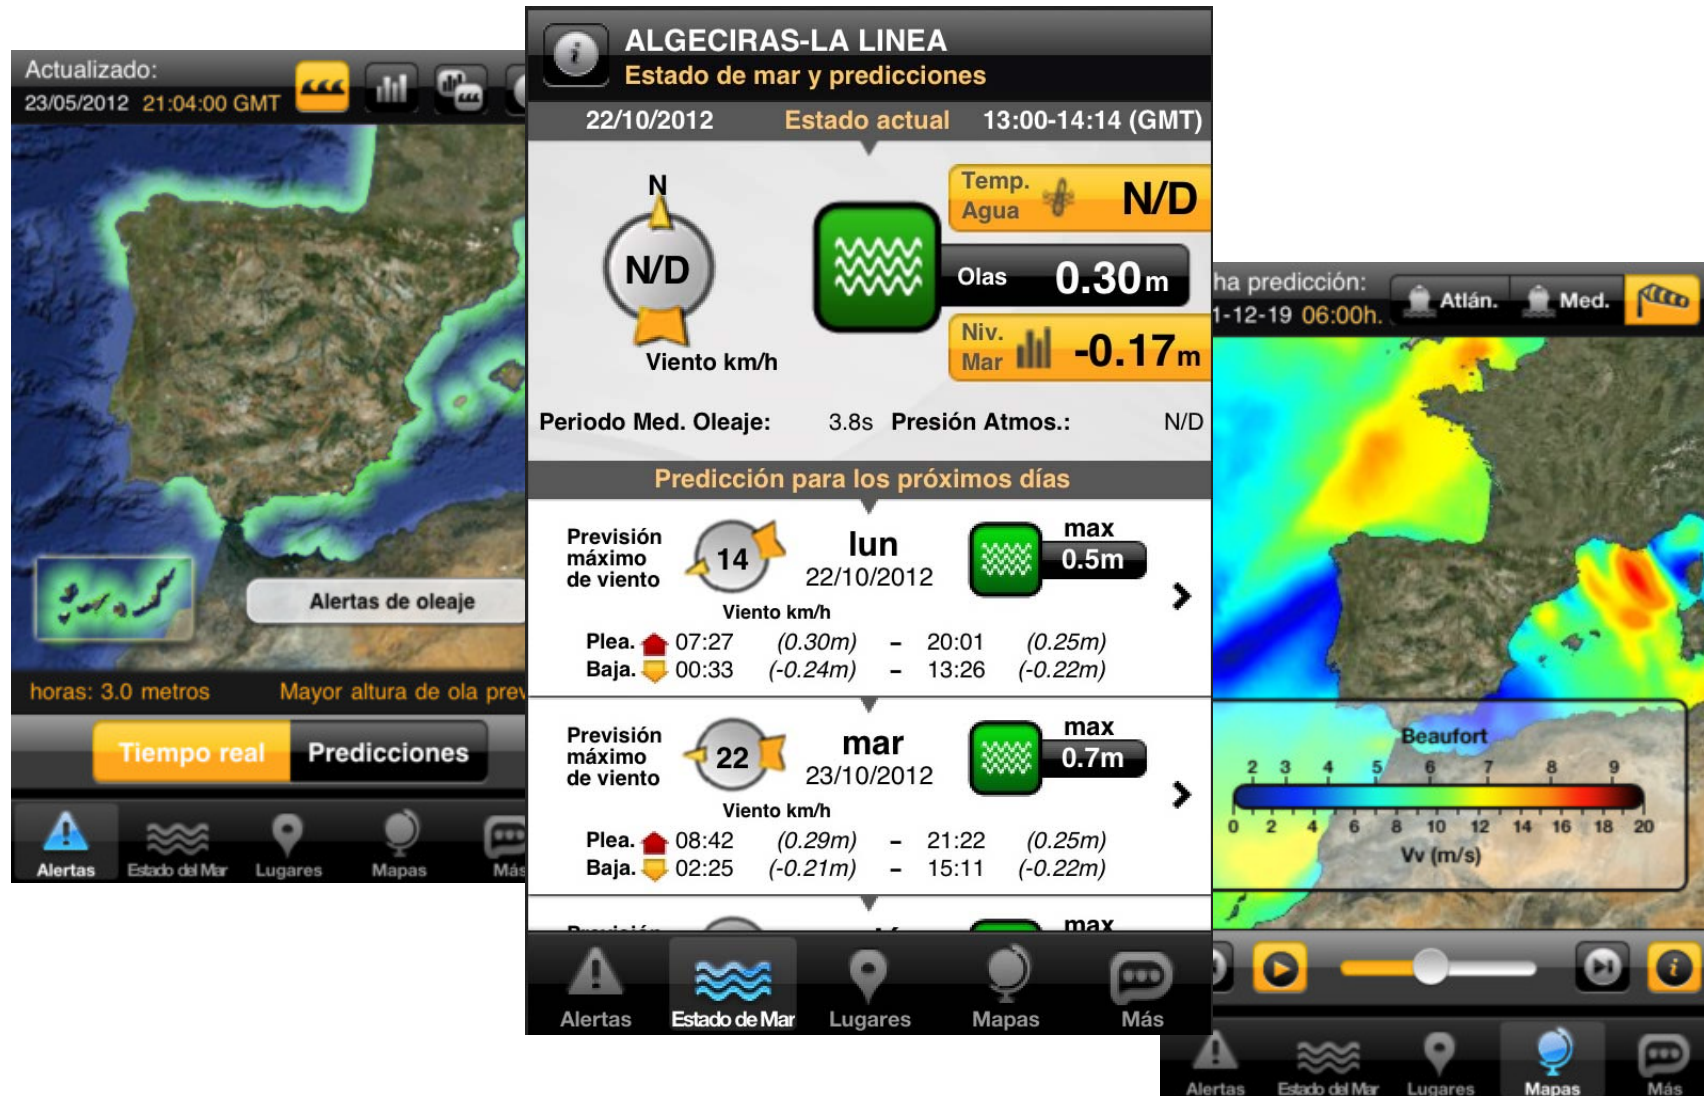 Actualizado:
23/05/2012 21:04:00 GMT
Alertas de oleaje
horas: 3.0 metros Mayor altura de ola prev
Tiempo real Predicciones
Alertas Estado del Mar Lugares Mapas Más
ALGECIRAS-LA LINEA
Estado de mar y predicciones
22/10/2012 Estado actual 13:00-14:14 (GMT)
N
N/D
Viento km/h
Temp. Agua N/D
Olas 0.30 m
Niv. Mar -0.17 m
Periodo Med. Oleaje: 3.8s Presión Atmos.: N/D
Predicción para los próximos días
Previsión máximo de viento
14
Viento km/h
lun
22/10/2012
max
0.5m
Plea. 07:27 (0.30m) - 20:01 (0.25m)
Baja. 00:33 (-0.24m) - 13:26 (-0.22m)
Previsión máximo de viento
22
Viento km/h
mar
23/10/2012
max
0.7m
Plea. 08:42 (0.29m) - 21:22 (0.25m)
Baja. 02:25 (-0.21m) - 15:11 (-0.22m)
max
Alertas Estado de Mar Lugares Mapas Más
ha predicción:
1-12-19 06:00h.
Atlán. Med.
Beaufort
2 3 4 5 6 7 8 9
0 2 4 6 8 10 12 14 16 18 20
Vv (m/s)
Alertas Estado del Mar Lugares Mapas Más